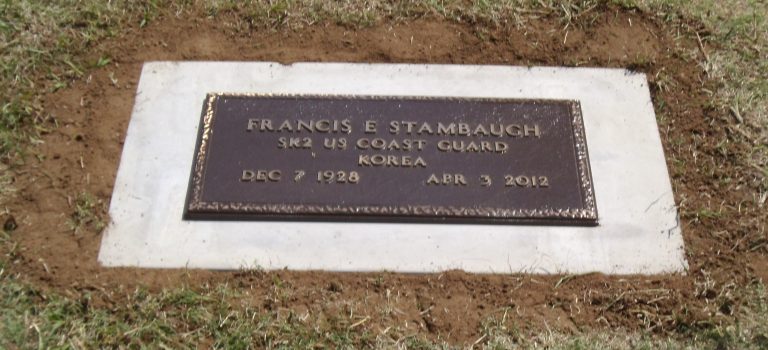 FRANCIS E STAMBAUGH
SK2 US COAST GUARD
KOREA
DEC 7 1928 APR 3 2012